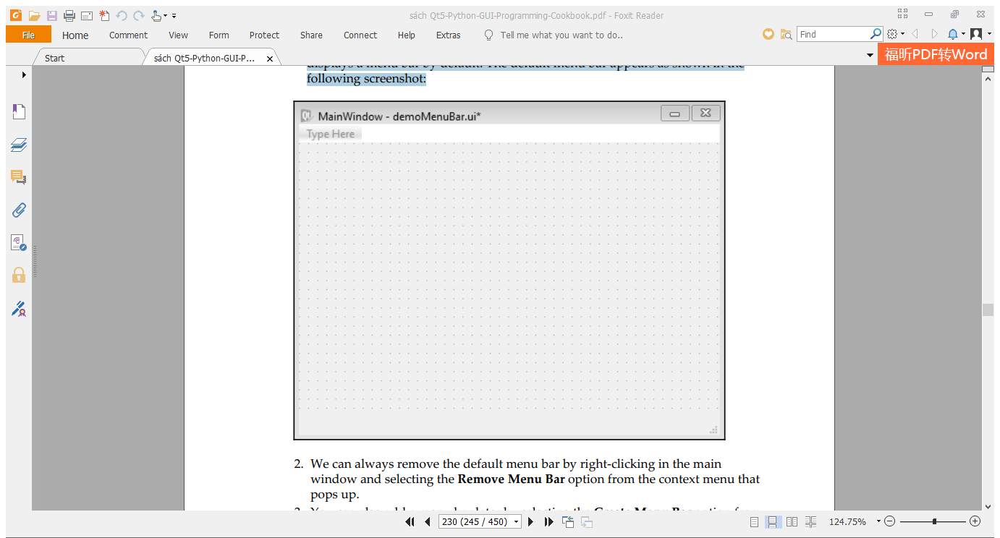 sách Qt5-Python-GUI-Programming-Cookbook.pdf - Foxit Reader
File Home Comment View Form Protect Share Connect Help Extras Tell me what you want to do.. Find
Start sách Qt5-Python-GUI-P... 福昕PDF转Word
displays a menu bar by default. The default menu bar appears as shown in the
following screenshot:
MainWindow - demoMenuBar.ui*
Type Here
2. We can always remove the default menu bar by right-clicking in the main
window and selecting the Remove Menu Bar option from the context menu that
pops up.
230 (245 / 450) 124.75%